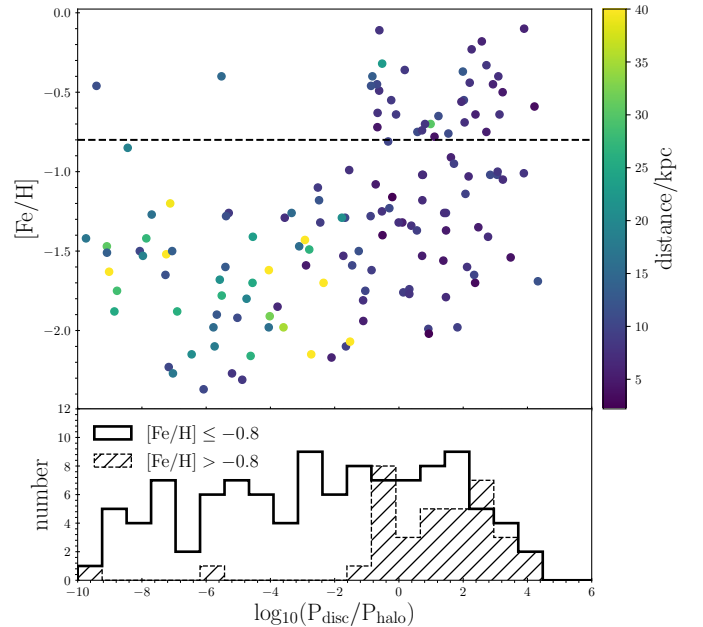 0.0
−0.5
−1.0
−1.5
−2.0
[Fe/H]
40
35
30
25
20
15
10
5
distance/kpc
12
10
8
6
4
2
0
number
[Fe/H] ≤ −0.8
[Fe/H] > −0.8
−10 −8 −6 −4 −2 0 2 4 6
log₁₀(P_disc/P_halo)